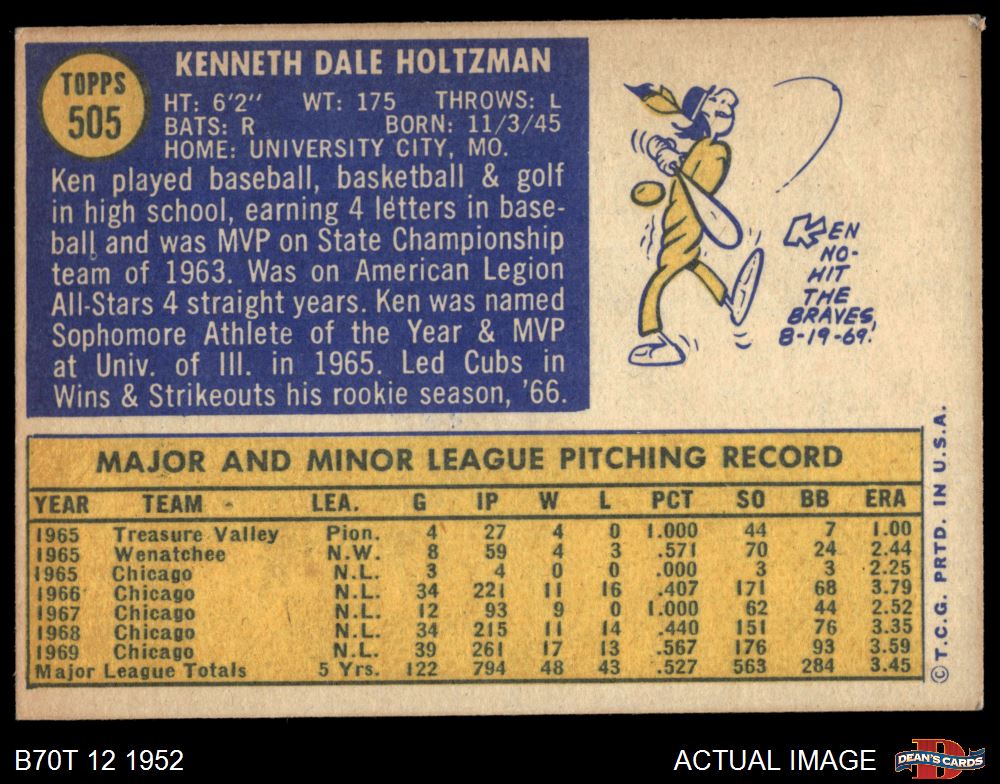 TOPPS
505
KENNETH DALE HOLTZMAN
HT: 6'2" WT: 175 THROWS: L
BATS: R BORN: 11/3/45
HOME: UNIVERSITY CITY, MO.
Ken played baseball, basketball & golf
in high school, earning 4 letters in base-
ball and was MVP on State Championship
team of 1963. Was on American Legion
All-Stars 4 straight years. Ken was named
Sophomore Athlete of the Year & MVP
at Univ. of Ill. in 1965. Led Cubs in
Wins & Strikeouts his rookie season, '66.
KEN
NO-
HIT
THE
BRAVES
8-19-69!
MAJOR AND MINOR LEAGUE PITCHING RECORD
YEAR TEAM LEA. G IP W L PCT SO BB ERA
1965 Treasure Valley Pion. 4 27 4 0 1.000 44 7 1.00
1965 Wenatchee N.W. 8 59 4 3 .571 70 24 2.44
1965 Chicago N.L. 3 4 0 0 .000 3 3 2.25
1966 Chicago N.L. 34 221 11 16 .407 171 68 3.79
1967 Chicago N.L. 12 93 9 0 1.000 62 44 2.52
1968 Chicago N.L. 34 215 11 14 .440 151 76 3.35
1969 Chicago N.L. 39 261 17 13 .567 176 93 3.59
Major League Totals 5 Yrs. 122 794 48 43 .527 563 284 3.45
© T.C.G. PRTD. IN U.S.A.
B70T 12 1952
ACTUAL IMAGE
D
DEAN'S CARDS